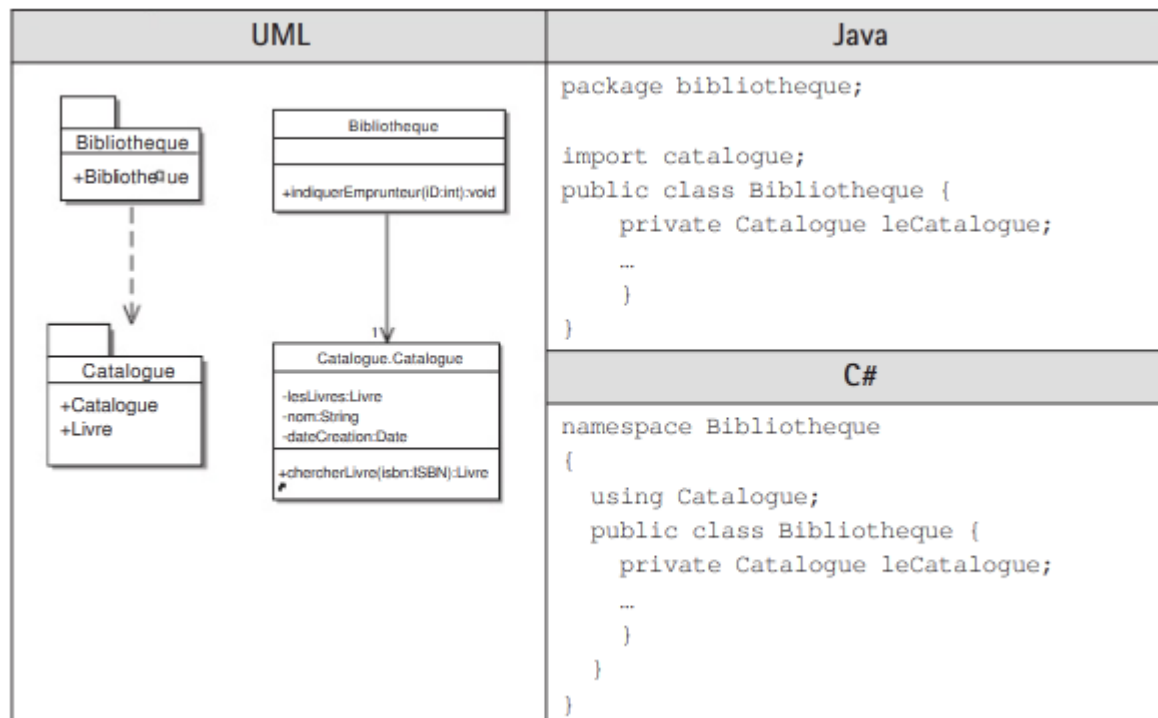 UML
Java
Bibliotheque
+Bibliotheque
Catalogue
+Catalogue
+Livre
Bibliotheque
+indiquerEmprunteur(iD:int):void
1
Catalogue.Catalogue
-lesLivres:Livre
-nom:String
-dateCreation:Date
+chercherLivre(isbn:ISBN):Livre
package bibliotheque;
import catalogue;
public class Bibliotheque {
private Catalogue leCatalogue;
…
}
}
C#
namespace Bibliotheque
{
using Catalogue;
public class Bibliotheque {
private Catalogue leCatalogue;
…
}
}
}